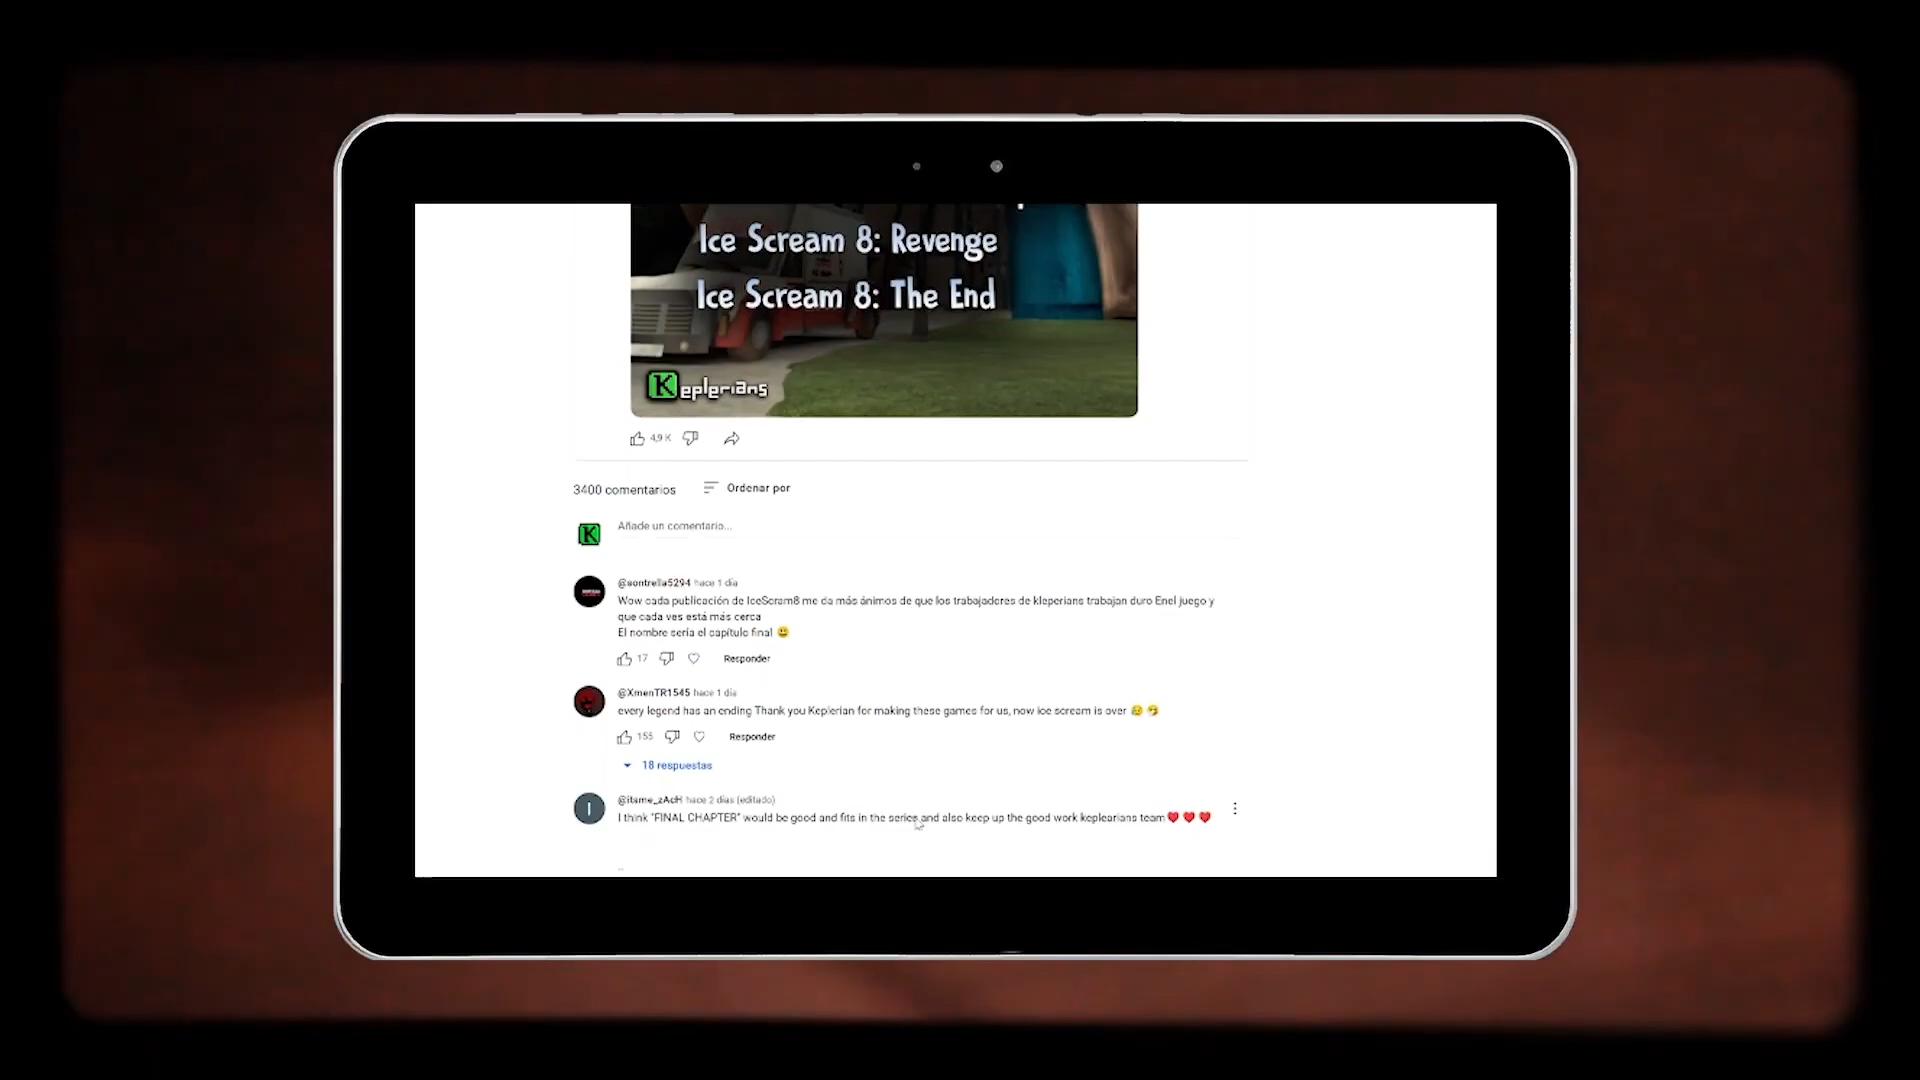 Ice Scream 8: Revenge
Ice Scream 8: The End
Keplerians
4,9 K
3400 comentarios
Ordenar por
K
Añade un comentario...
@sontrella5294 hace 1 día
Wow cada publicación de IceScram8 me da más ánimos de que los trabajadores de kleperians trabajan duro Enel juego y
que cada ves está más cerca
El nombre sería el capítulo final 😃
17
Responder
@XmenTR1545 hace 1 día
every legend has an ending Thank you Keplerian for making these games for us, now ice scream is over 😥 🤧
155
Responder
18 respuestas
I
@itsme_zAcH hace 2 días (editado)
I think "FINAL CHAPTER" would be good and fits in the series and also keep up the good work keplearians team ❤️ ❤️ ❤️